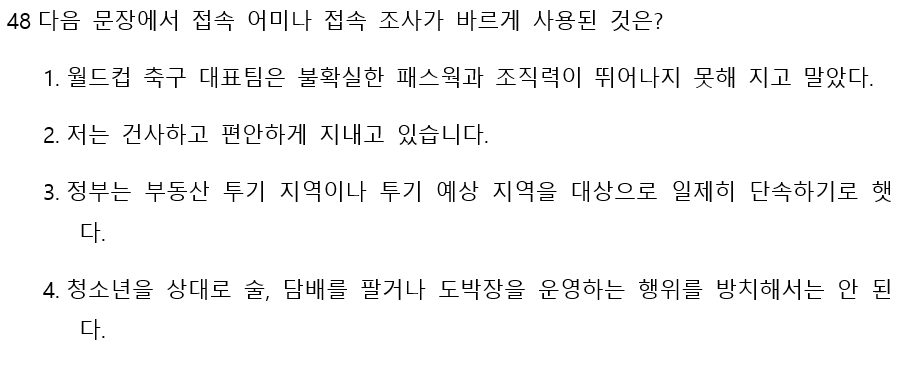 48 다음 문장에서 접속 어미나 접속 조사가 바르게 사용된 것은?
1. 월드컵 축구 대표팀은 불확실한 패스웍과 조직력이 뛰어나지 못해 지고 말았다.
2. 저는 건사하고 편안하게 지내고 있습니다.
3. 정부는 부동산 투기 지역이나 투기 예상 지역을 대상으로 일제히 단속하기로 햇
다.
4. 청소년을 상대로 술, 담배를 팔거나 도박장을 운영하는 행위를 방치해서는 안 된
다.